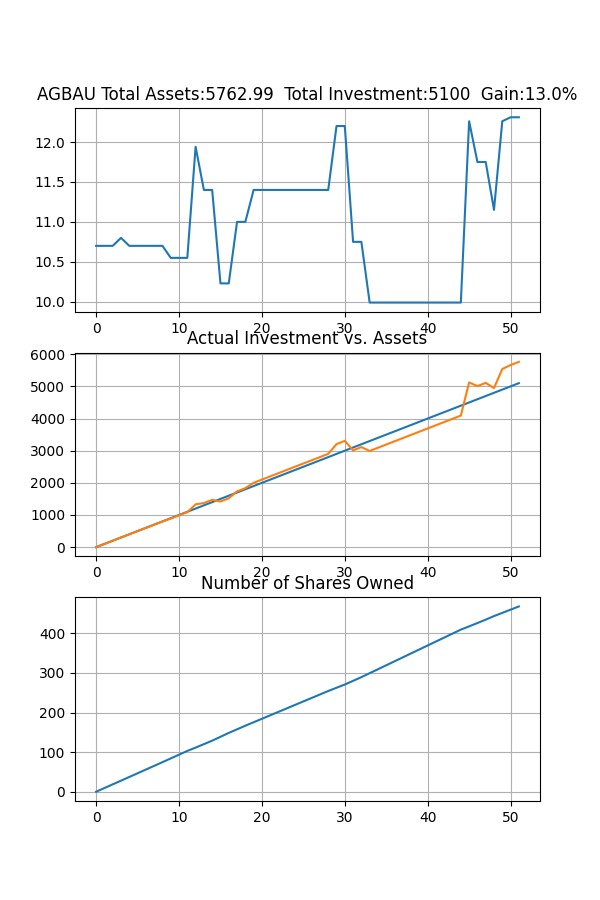 AGBAU Total Assets:5762.99  Total Investment:5100  Gain:13.0%
12.0
11.5
11.0
10.5
10.0
0 10 20 30 40 50
Actual Investment vs. Assets
6000
5000
4000
3000
2000
1000
0
0 10 20 30 40 50
Number of Shares Owned
400
300
200
100
0
0 10 20 30 40 50